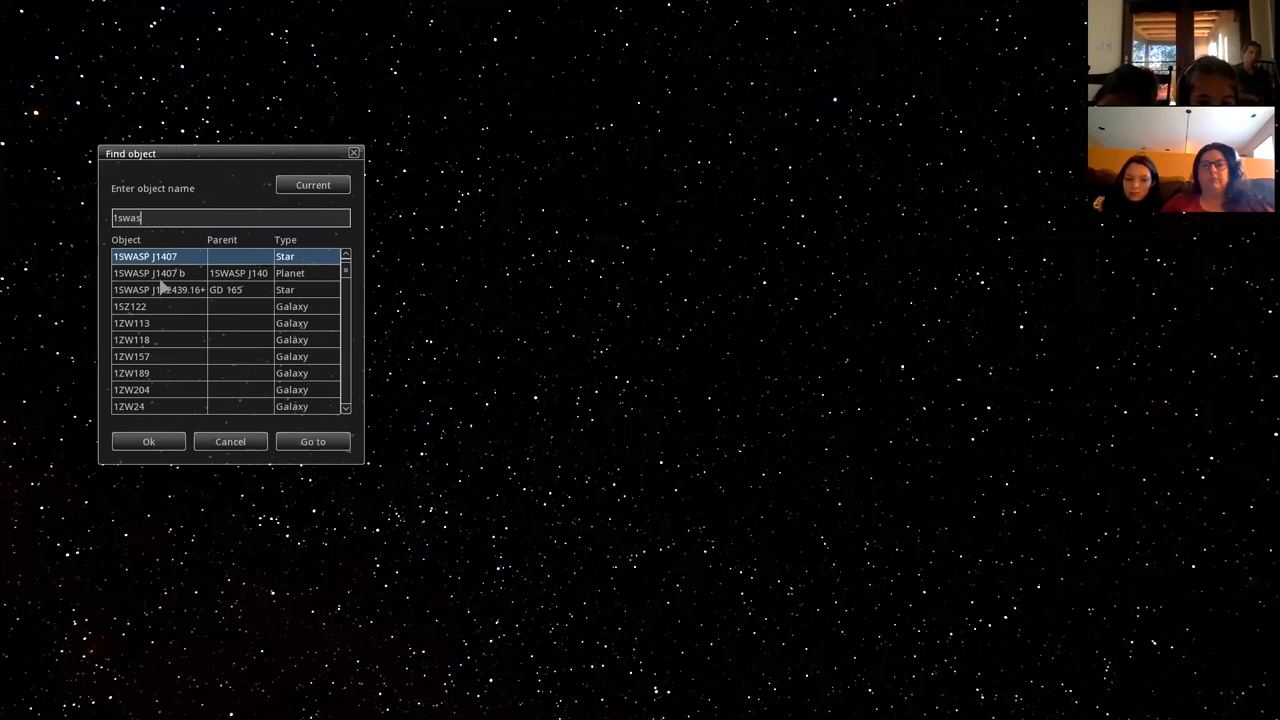 Find object
Enter object name
Current
1swas
Object Parent Type
1SWASP J1407 Star
1SWASP J1407 b 1SWASP J140 Planet
GD 165 Star
1SZ122 Galaxy
1ZW113 Galaxy
1ZW118 Galaxy
1ZW157 Galaxy
1ZW189 Galaxy
1ZW204 Galaxy
1ZW24 Galaxy
Ok Cancel Go to